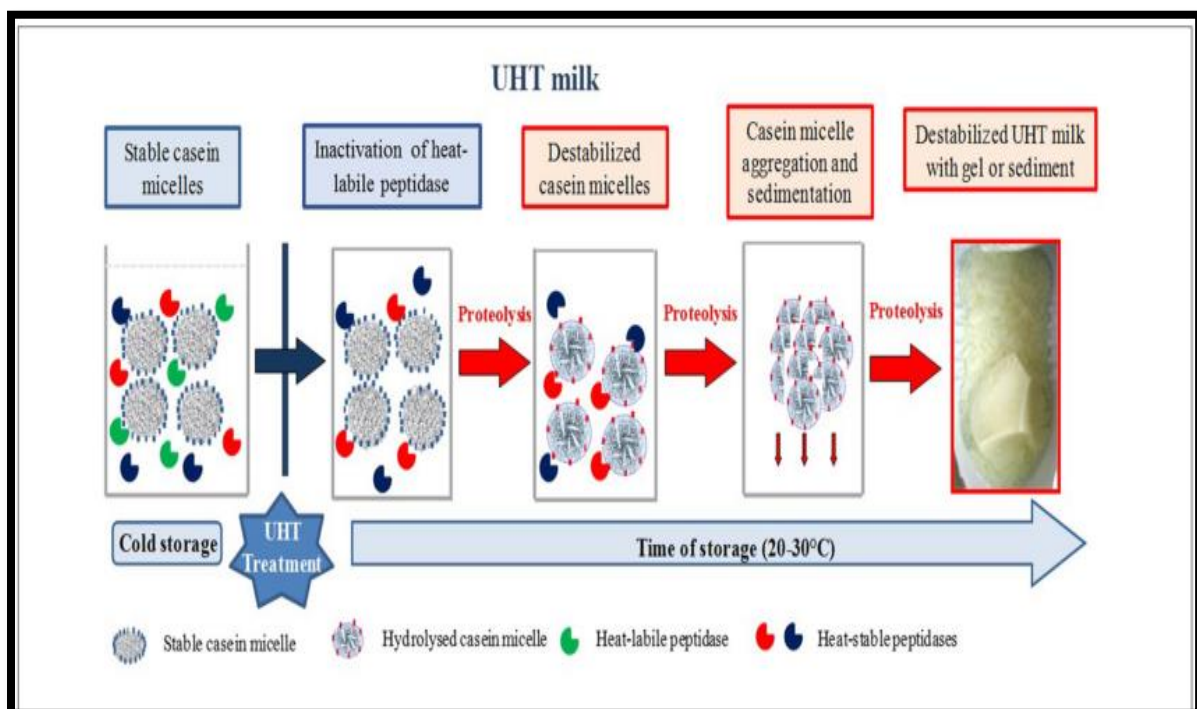 UHT milk
Stable casein
micelles
Inactivation of heat-
labile peptidase
Destabilized
casein micelles
Casein micelle
aggregation and
sedimentation
Destabilized UHT milk
with gel or sediment
Proteolysis
Proteolysis
Proteolysis
Cold storage
UHT
Treatment
Time of storage (20-30°C)
Stable casein micelle
Hydrolysed casein micelle
Heat-labile peptidase
Heat-stable peptidases